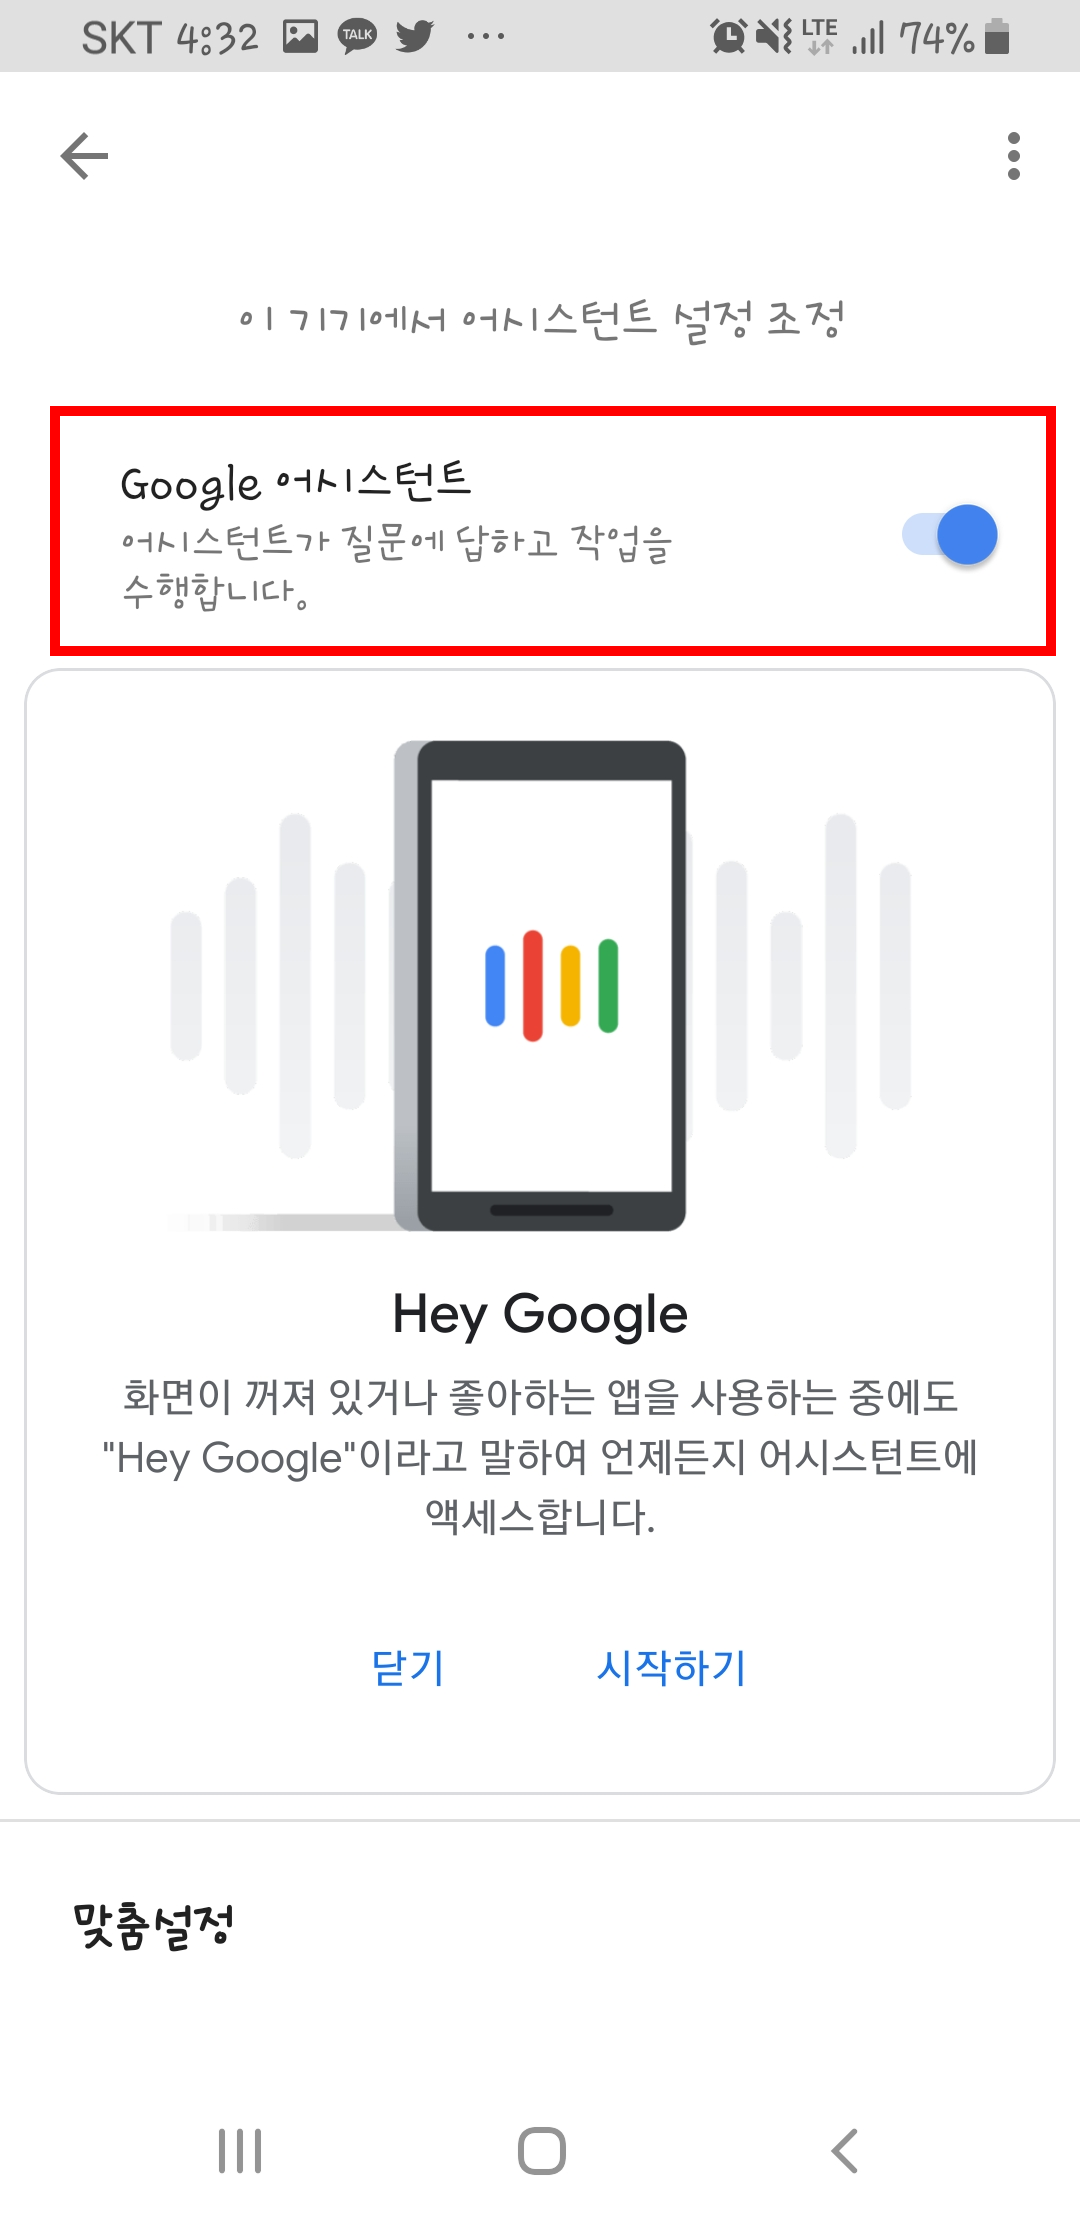 SKT 4:32 TALK ... LTE 74%
이 기기에서 어시스턴트 설정 조정
Google 어시스턴트
어시스턴트가 질문에 답하고 작업을
수행합니다.
Hey Google
화면이 꺼져 있거나 좋아하는 앱을 사용하는 중에도
"Hey Google"이라고 말하여 언제든지 어시스턴트에
액세스합니다.
닫기 시작하기
맞춤설정